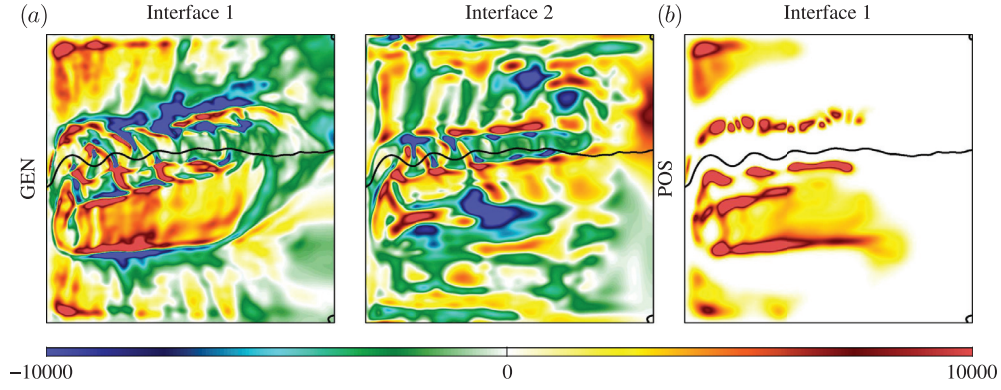 (a) Interface 1 Interface 2 (b) Interface 1
GEN
POS
−10000 0 10000